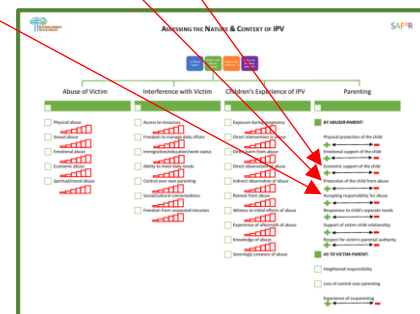 ASSESSING THE NATURE & CONTEXT OF IPV
SAFeR
Abuse of Victim
Interference with Victim
Children's Experience of IPV
Parenting
Physical abuse
Sexual abuse
Emotional abuse
Economic abuse
Spiritual/moral abuse
Access to resources
Freedom to manage daily affairs
Immigration/education/work status
Ability to meet daily needs
Control over own parenting
Social/cultural connectedness
Freedom from unwanted intrusion
Exposure during pregnancy
Direct intervention in abuse
Direct harm from abuse
Direct observation of abuse
Indirect observation of abuse
Retreat from abuse
Witness to initial effects of abuse
Experience of aftermath of abuse
Knowledge of abuse
Seemingly unaware of abuse
BY ABUSER-PARENT:
Physical protection of the child
Emotional support of the child
Economic support of the child
Protection of the child from abuse
Accepting responsibility for abuse
Responsive to child's separate needs
Support of victim-child relationship
Respect for victim's parental authority
AS TO VICTIM-PARENT:
Heightened responsibility
Loss of control over parenting
Experience of coparenting